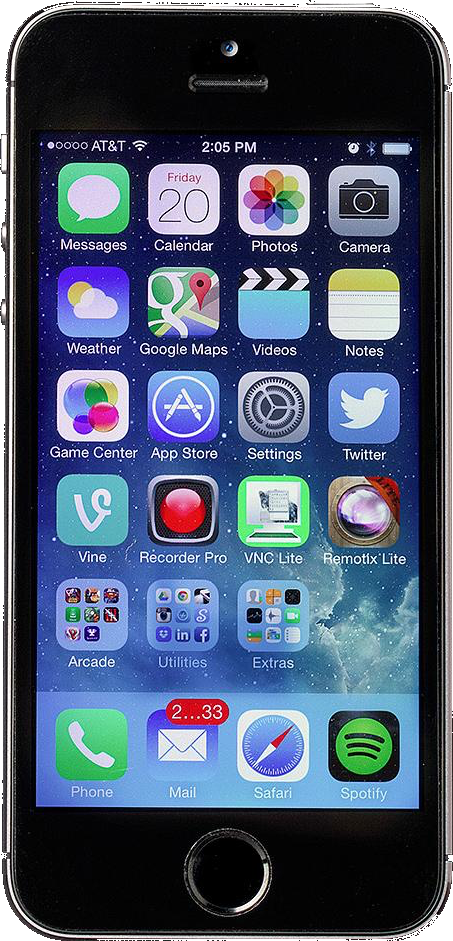 AT&T 2:05 PM
Friday
20
Messages Calendar Photos Camera
Weather Google Maps Videos Notes
Game Center App Store Settings Twitter
Vine Recorder Pro VNC Lite Remotix Lite
Arcade Utilities Extras
2...33
Phone Mail Safari Spotify